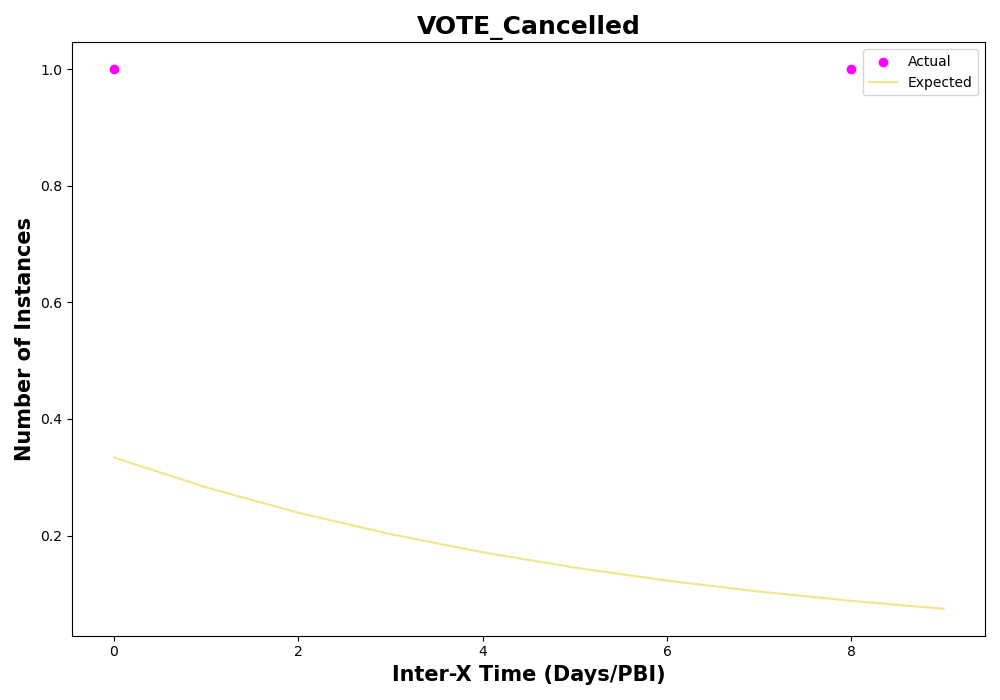 VOTE_Cancelled
Actual
Expected
1.0
0.8
0.6
0.4
0.2
Number of Instances
0 2 4 6 8
Inter-X Time (Days/PBI)